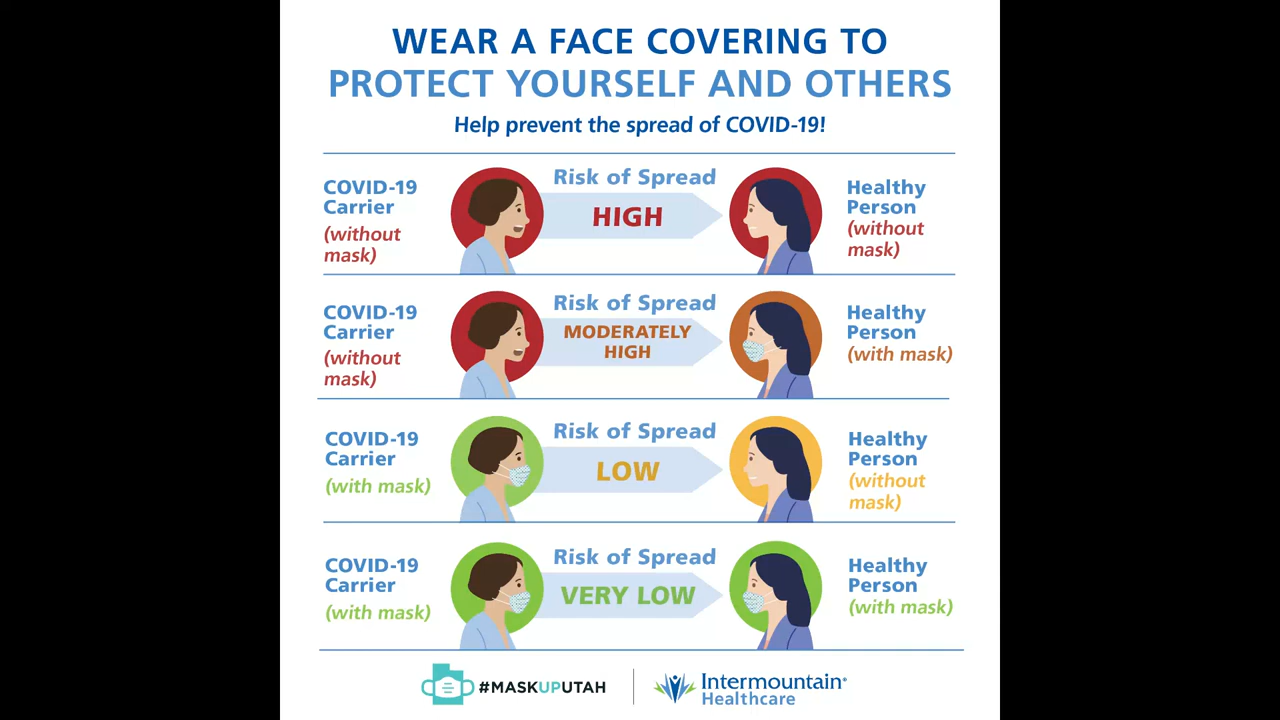 WEAR A FACE COVERING TO
PROTECT YOURSELF AND OTHERS
Help prevent the spread of COVID-19!
COVID-19
Carrier
(without
mask)
Risk of Spread
HIGH
Healthy
Person
(without
mask)
COVID-19
Carrier
(without
mask)
Risk of Spread
MODERATELY
HIGH
Healthy
Person
(with mask)
COVID-19
Carrier
(with mask)
Risk of Spread
LOW
Healthy
Person
(without
mask)
COVID-19
Carrier
(with mask)
Risk of Spread
VERY LOW
Healthy
Person
(with mask)
#MASKUPUTAH
Intermountain®
Healthcare